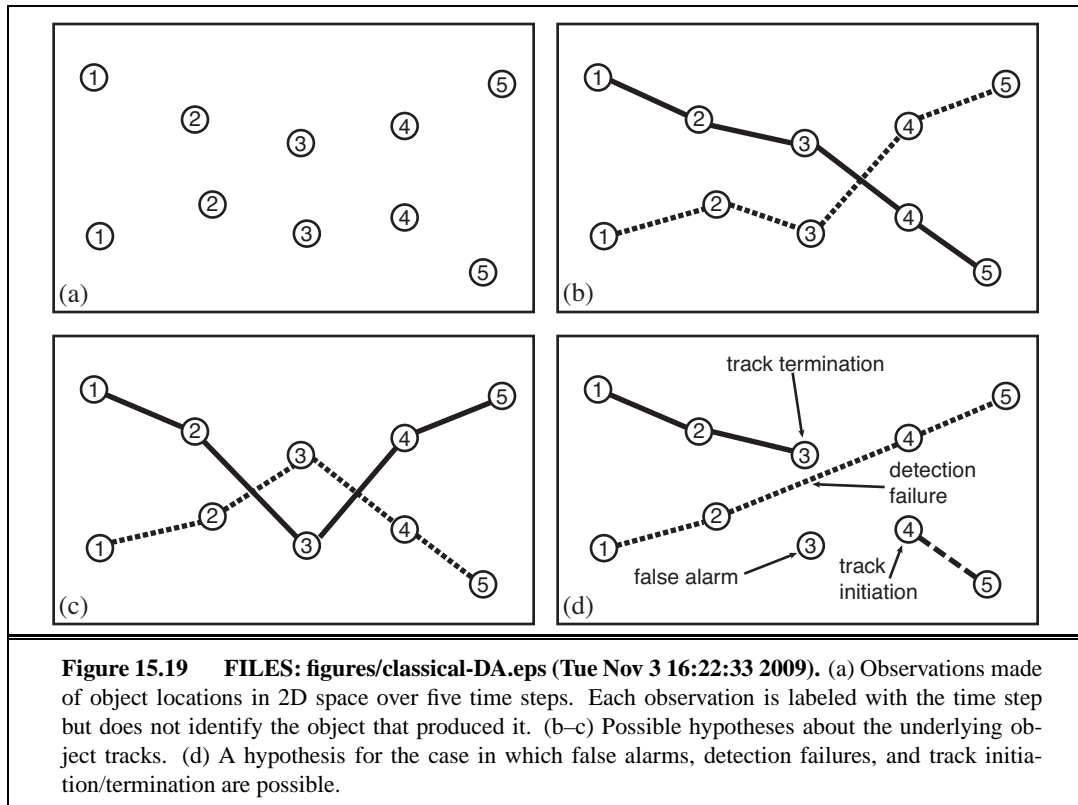 1
2
3
4
5
1
2
3
4
5
(a)
1
2
3
4
5
1
2
3
4
5
(b)
1
2
3
4
5
1
2
3
4
5
(c)
track termination
1
2
3
4
5
detection
failure
1
2
3
4
5
false alarm
track
initiation
(d)
Figure 15.19 FILES: figures/classical-DA.eps (Tue Nov 3 16:22:33 2009). (a) Observations made
of object locations in 2D space over five time steps. Each observation is labeled with the time step
but does not identify the object that produced it. (b–c) Possible hypotheses about the underlying ob-
ject tracks. (d) A hypothesis for the case in which false alarms, detection failures, and track initia-
tion/termination are possible.